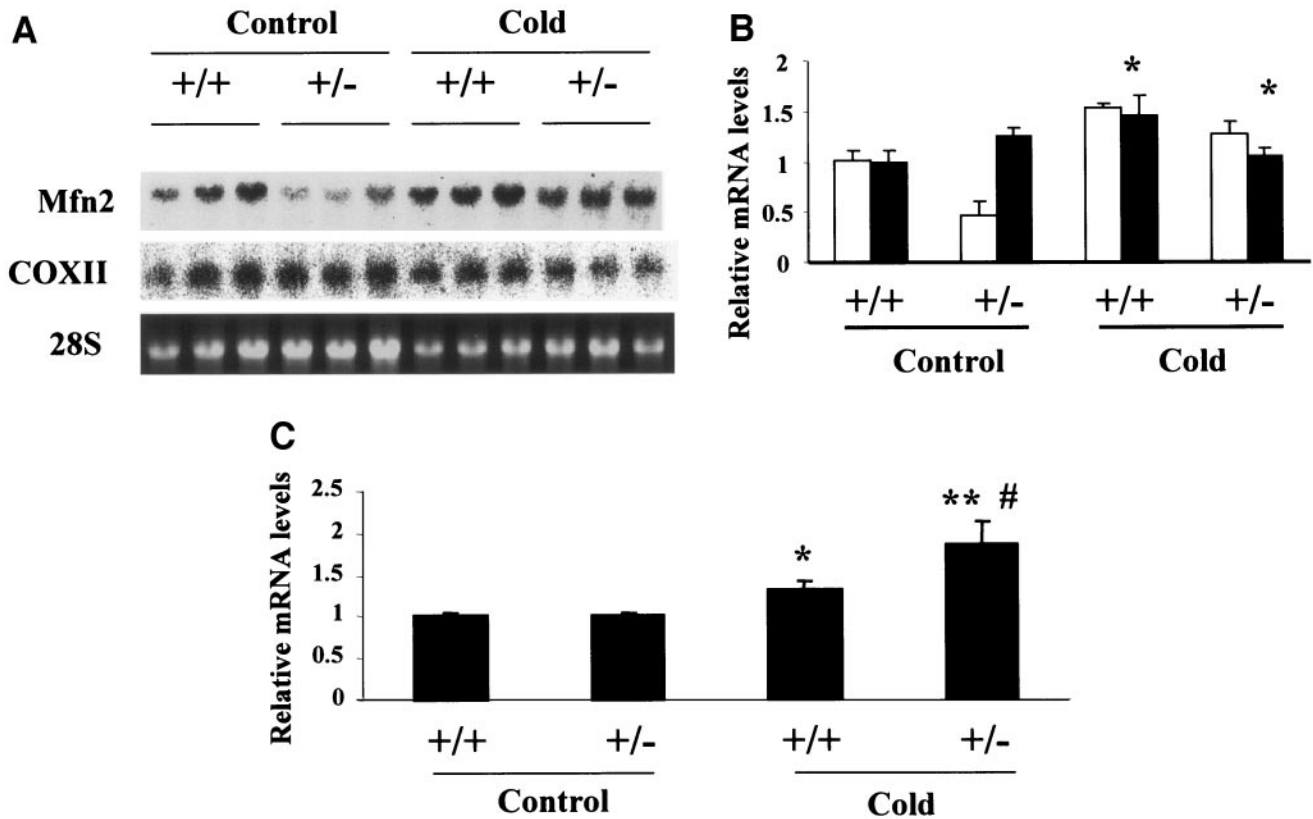 A
Control Cold
+/+ +/- +/+ +/-
Mfn2
COXII
28S
B
Relative mRNA levels
2
1.5
1
0.5
0
* *
+/+ +/- +/+ +/-
Control Cold
C
Relative mRNA levels
2.5
2
1.5
1
0.5
0
* ** #
+/+ +/- +/+ +/-
Control Cold